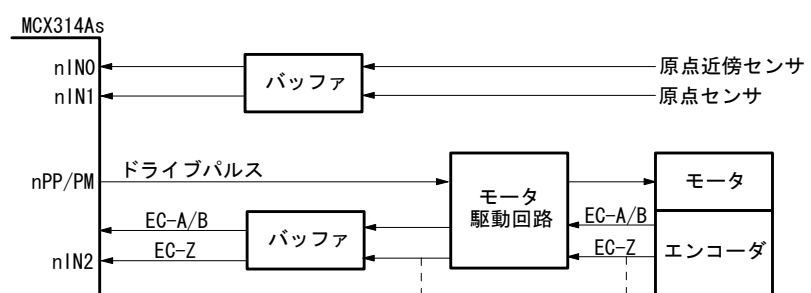 MCX314As
nIN0
nIN1
バッファ
原点近傍センサ
原点センサ
nPP/PM
ドライブパルス
モータ
駆動回路
モータ
EC-A/B
EC-Z
nIN2
バッファ
EC-A/B
EC-Z
エンコーダ